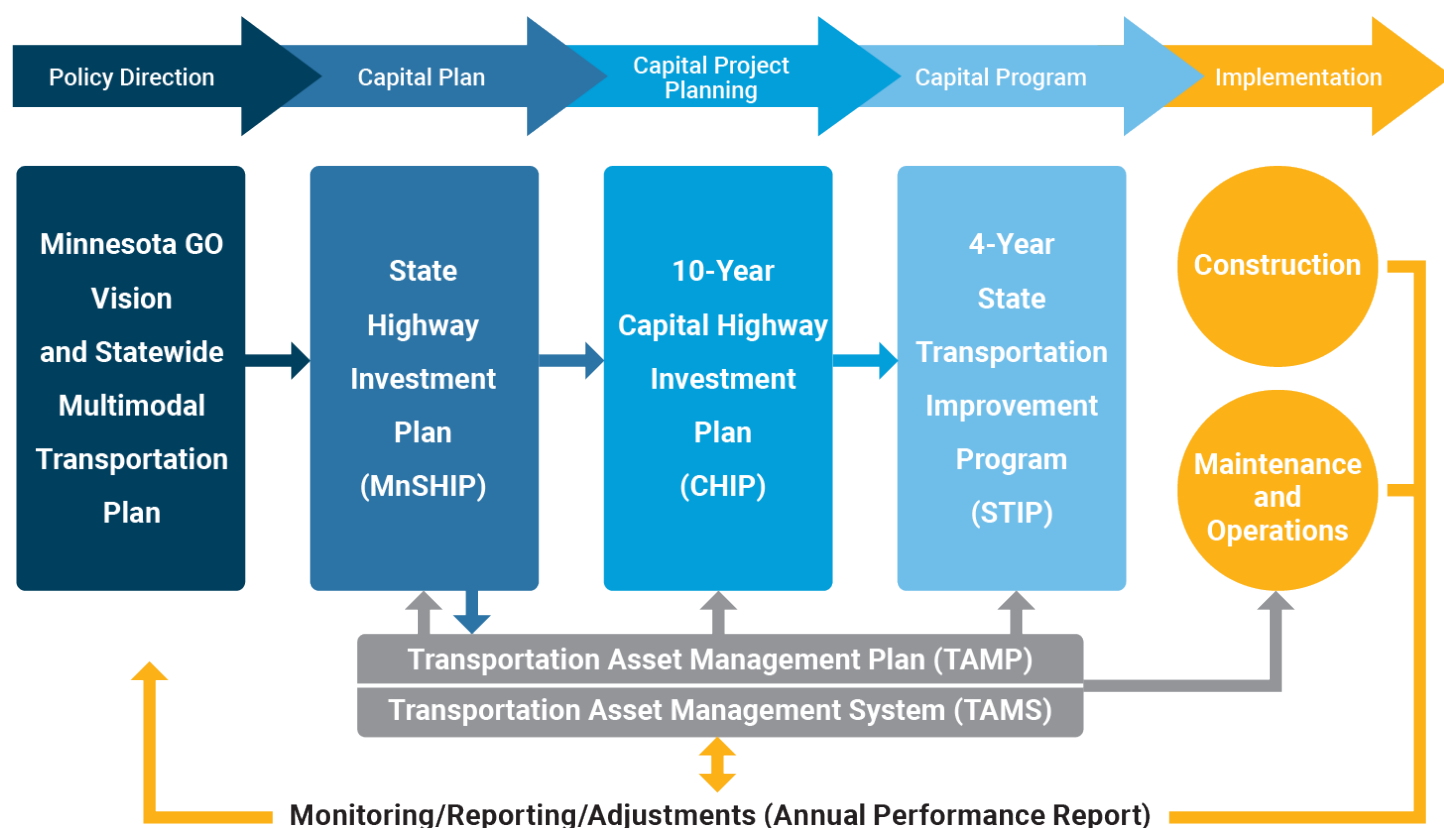 Policy Direction
Capital Plan
Capital Project
Planning
Capital Program
Implementation
Minnesota GO
Vision
and Statewide
Multimodal
Transportation
Plan
State
Highway
Investment
Plan
(MnSHIP)
10-Year
Capital Highway
Investment
Plan
(CHIP)
4-Year
State
Transportation
Improvement
Program
(STIP)
Construction
Maintenance
and
Operations
Transportation Asset Management Plan (TAMP)
Transportation Asset Management System (TAMS)
Monitoring/Reporting/Adjustments (Annual Performance Report)